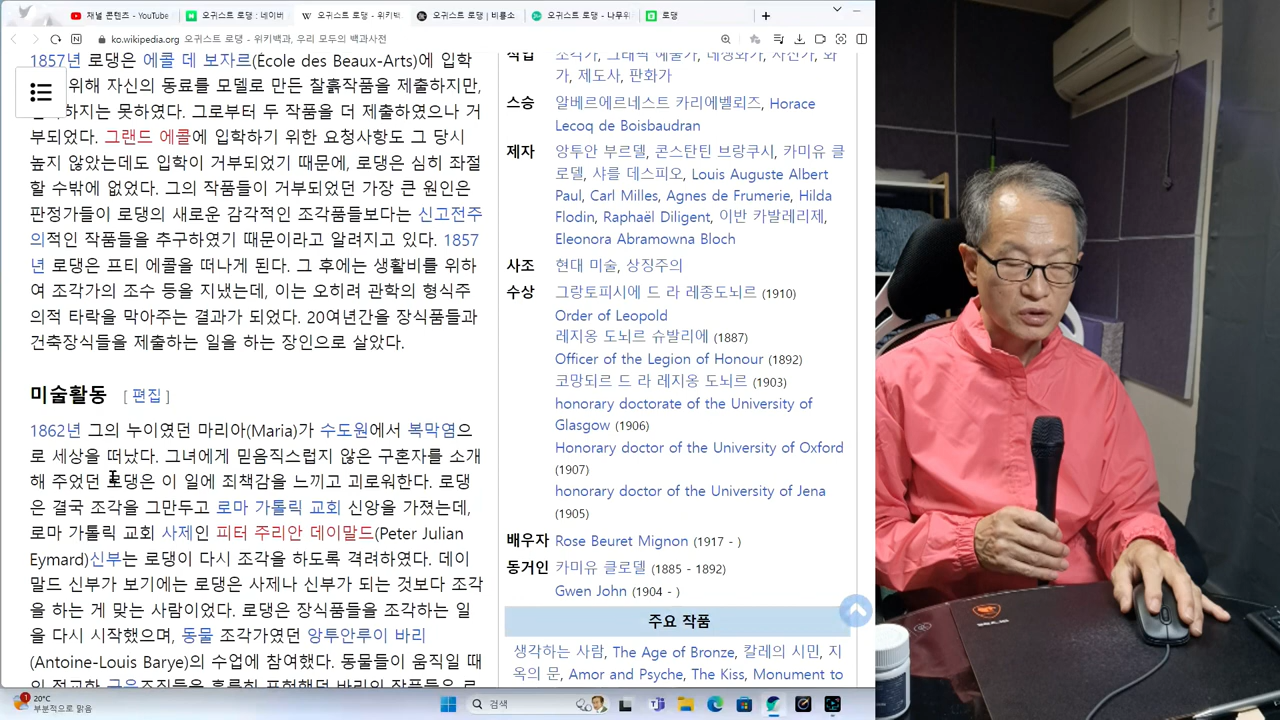 채널 콘텐츠 - YouTube
오귀스트 로댕 : 네이버
오귀스트 로댕 - 위키백
오귀스트 로댕 | 비룡소
오귀스트 로댕 - 나무위
로댕
ko.wikipedia.org 오귀스트 로댕 - 위키백과, 우리 모두의 백과사전
1857년 로댕은 에콜 데 보자르(École des Beaux-Arts)에 입학
위해 자신의 동료를 모델로 만든 찰흙작품을 제출하지만,
하지는 못하였다. 그로부터 두 작품을 더 제출하였으나 거
부되었다. 그랜드 에콜에 입학하기 위한 요청사항도 그 당시
높지 않았는데도 입학이 거부되었기 때문에, 로댕은 심히 좌절
할 수밖에 없었다. 그의 작품들이 거부되었던 가장 큰 원인은
판정가들이 로댕의 새로운 감각적인 조각품들보다는 신고전주
의적인 작품들을 추구하였기 때문이라고 알려지고 있다. 1857
년 로댕은 프티 에콜을 떠나게 된다. 그 후에는 생활비를 위하
여 조각가의 조수 등을 지냈는데, 이는 오히려 관학의 형식주
의적 타락을 막아주는 결과가 되었다. 20여년간을 장식품들과
건축장식들을 제출하는 일을 하는 장인으로 살았다.
미술활동 [ 편집 ]
1862년 그의 누이였던 마리아(Maria)가 수도원에서 복막염으
로 세상을 떠났다. 그녀에게 믿음직스럽지 않은 구혼자를 소개
해 주었던 로댕은 이 일에 죄책감을 느끼고 괴로워한다. 로댕
은 결국 조각을 그만두고 로마 가톨릭 교회 신앙을 가졌는데,
로마 가톨릭 교회 사제인 피터 주리안 데이말드(Peter Julian
Eymard)신부는 로댕이 다시 조각을 하도록 격려하였다. 데이
말드 신부가 보기에는 로댕은 사제나 신부가 되는 것보다 조각
을 하는 게 맞는 사람이었다. 로댕은 장식품들을 조각하는 일
을 다시 시작했으며, 동물 조각가였던 앙투안루이 바리
(Antoine-Louis Barye)의 수업에 참여했다. 동물들이 움직일 때
직업 조각가, 그래픽 예술가, 데생화가, 사진가, 화
가, 제도사, 판화가
스승 알베르에르네스트 카리에벨뢰즈, Horace
Lecoq de Boisbaudran
제자 앙투안 부르델, 콘스탄틴 브랑쿠시, 카미유 클
로델, 샤를 데스피오, Louis Auguste Albert
Paul, Carl Milles, Agnes de Frumerie, Hilda
Flodin, Raphaël Diligent, 이반 카발레리제,
Eleonora Abramowna Bloch
사조 현대 미술, 상징주의
수상 그랑토피시에 드 라 레종도뇌르 (1910)
Order of Leopold
레지옹 도뇌르 슈발리에 (1887)
Officer of the Legion of Honour (1892)
코망되르 드 라 레지옹 도뇌르 (1903)
honorary doctorate of the University of
Glasgow (1906)
Honorary doctor of the University of Oxford
(1907)
honorary doctor of the University of Jena
(1905)
배우자 Rose Beuret Mignon (1917 - )
동거인 카미유 클로델 (1885 - 1892)
Gwen John (1904 - )
주요 작품
생각하는 사람, The Age of Bronze, 칼레의 시민, 지
옥의 문, Amor and Psyche, The Kiss, Monument to
20°C
부분적으로 맑음
검색